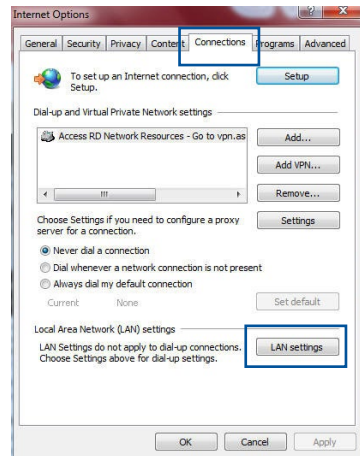 Internet Options
General Security Privacy Content Connections Programs Advanced
To set up an Internet connection, click
Setup.
Setup
Dial-up and Virtual Private Network settings
Access RD Network Resources - Go to vpn.as
Add...
Add VPN...
Remove...
Choose Settings if you need to configure a proxy
server for a connection.
Settings
Never dial a connection
Dial whenever a network connection is not present
Always dial my default connection
Current None
Set default
Local Area Network (LAN) settings
LAN Settings do not apply to dial-up connections.
Choose Settings above for dial-up settings.
LAN settings
OK Cancel Apply